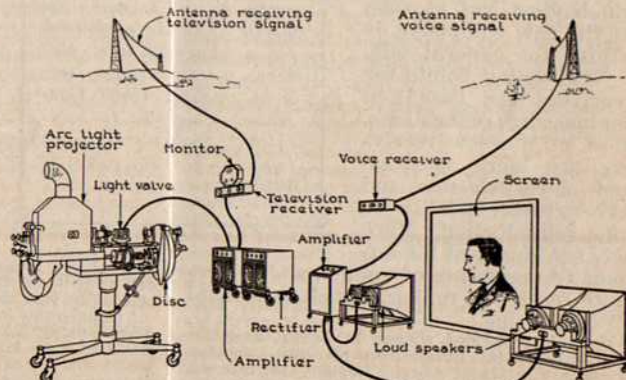 Antenna receiving
television signal
Antenna receiving
voice signal
Arc light
projector
Monitor
Light valve
Television
receiver
Voice receiver
Screen
Amplifier
Disc
Rectifier
Amplifier
Loud speakers